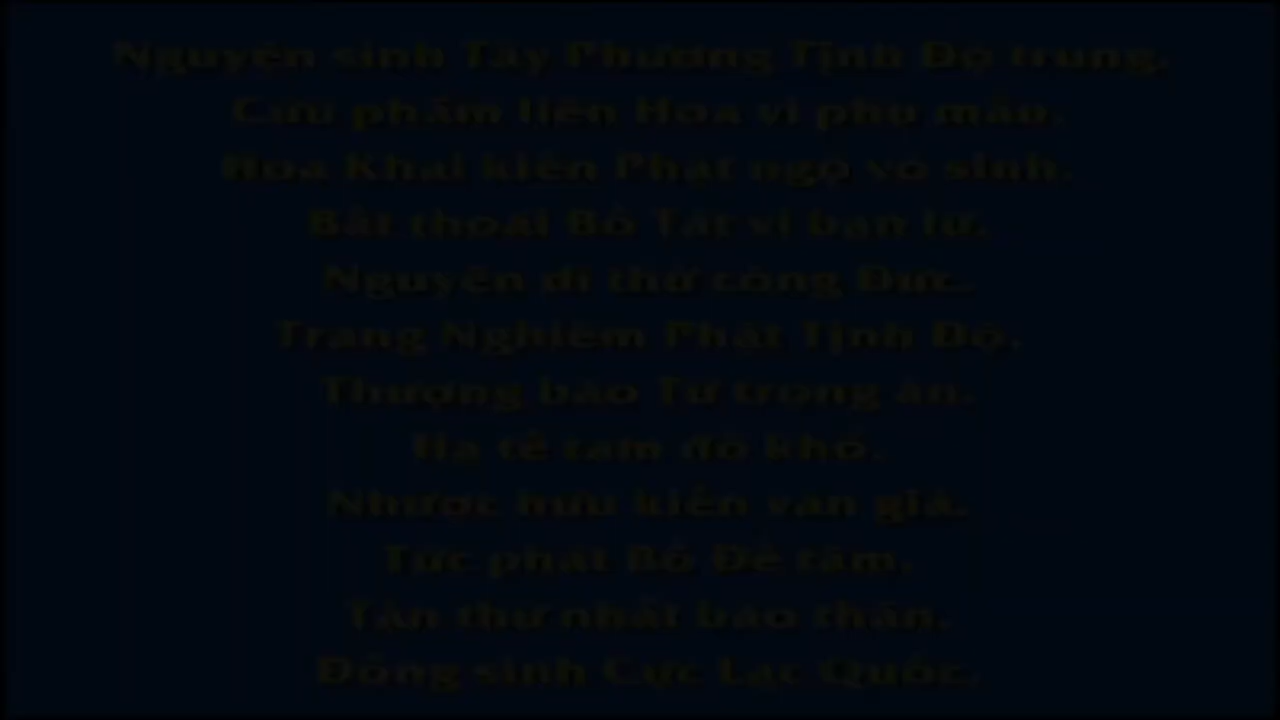 Nguyện sinh Tây Phương Tịnh Độ trung,
Cửu phẩm liên Hoa vi phụ mẫu.
Hoa Khai kiến Phật ngộ vô sinh,
Bất thoái Bồ Tát vi bạn lữ.
Nguyện dĩ thử công Đức,
Trang Nghiêm Phật Tịnh Độ.
Thượng báo Tứ trọng ân,
Hạ tế tam đồ khổ.
Nhược hữu kiến văn giả,
Tức phát Bồ Đề tâm.
Tận thử nhất báo thân,
Đồng sinh Cực Lạc Quốc.